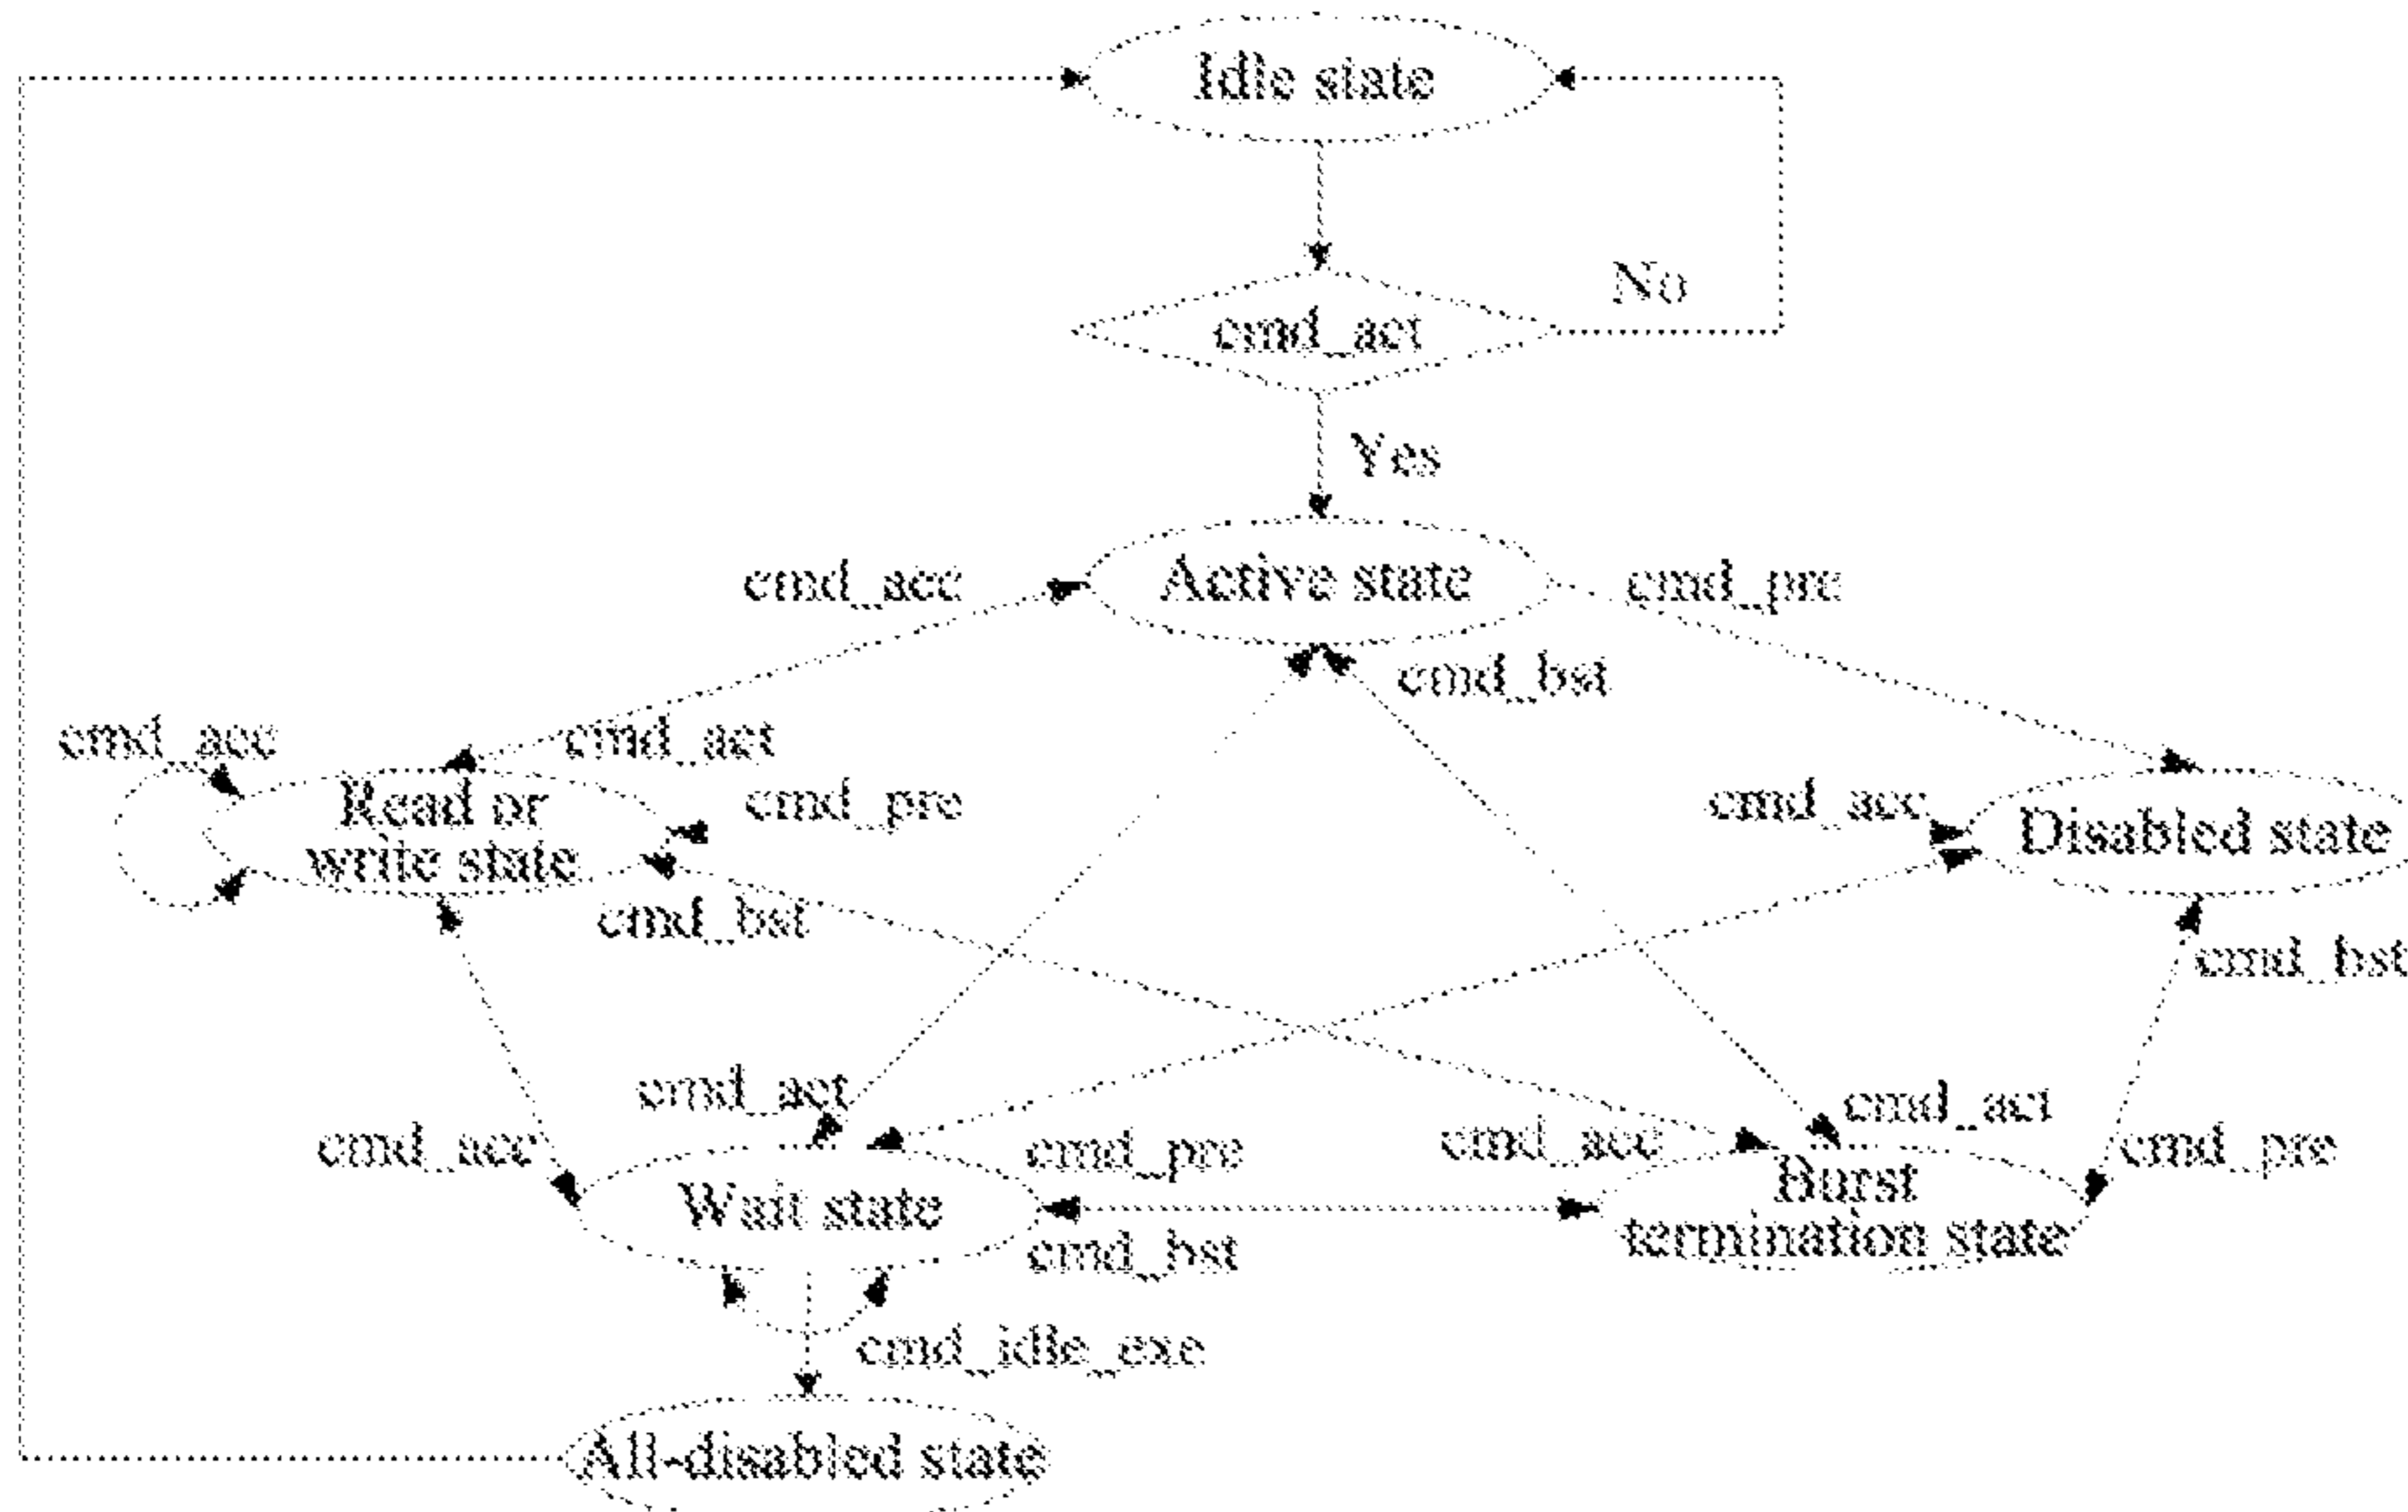 Idle state
cmd_act
No
Yes
Active state
cmd_acc
cmd_pre
cmd_bst
cmd_acc
cmd_act
Read or
write state
cmd_pre
cmd_bst
cmd_acc
Disabled state
cmd_bst
cmd_act
cmd_acc
Wait state
cmd_pre
cmd_bst
cmd_acc
cmd_act
Burst
termination state
cmd_pre
cmd_idle_exe
All-disabled state